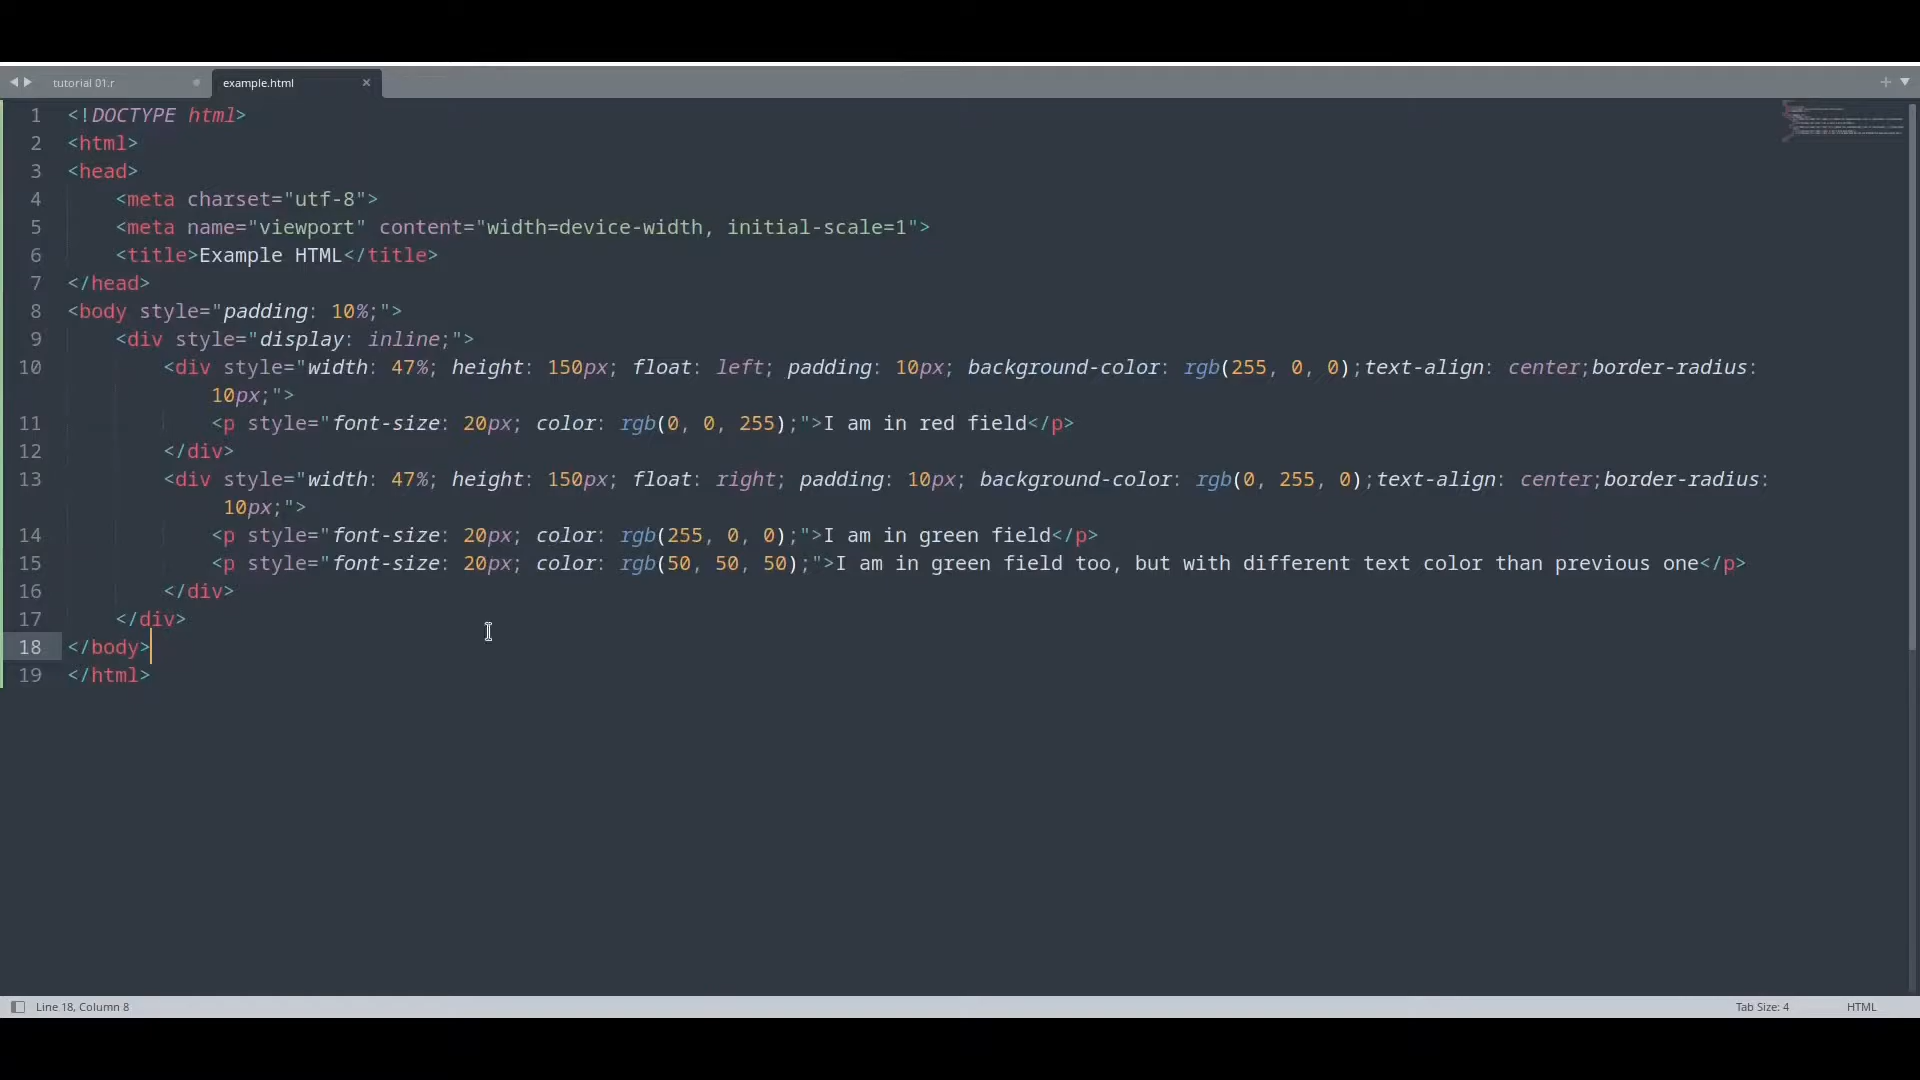 tutorial 01.r
example.html
1 <!DOCTYPE html>
2 <html>
3 <head>
4 <meta charset="utf-8">
5 <meta name="viewport" content="width=device-width, initial-scale=1">
6 <title>Example HTML</title>
7 </head>
8 <body style="padding: 10%;">
9 <div style="display: inline;">
10 <div style="width: 47%; height: 150px; float: left; padding: 10px; background-color: rgb(255, 0, 0);text-align: center;border-radius:
10px;">
11 <p style="font-size: 20px; color: rgb(0, 0, 255);">I am in red field</p>
12 </div>
13 <div style="width: 47%; height: 150px; float: right; padding: 10px; background-color: rgb(0, 255, 0);text-align: center;border-radius:
10px;">
14 <p style="font-size: 20px; color: rgb(255, 0, 0);">I am in green field</p>
15 <p style="font-size: 20px; color: rgb(50, 50, 50);">I am in green field too, but with different text color than previous one</p>
16 </div>
17 </div>
18 </body>
19 </html>
Line 18, Column 8
Tab Size: 4
HTML